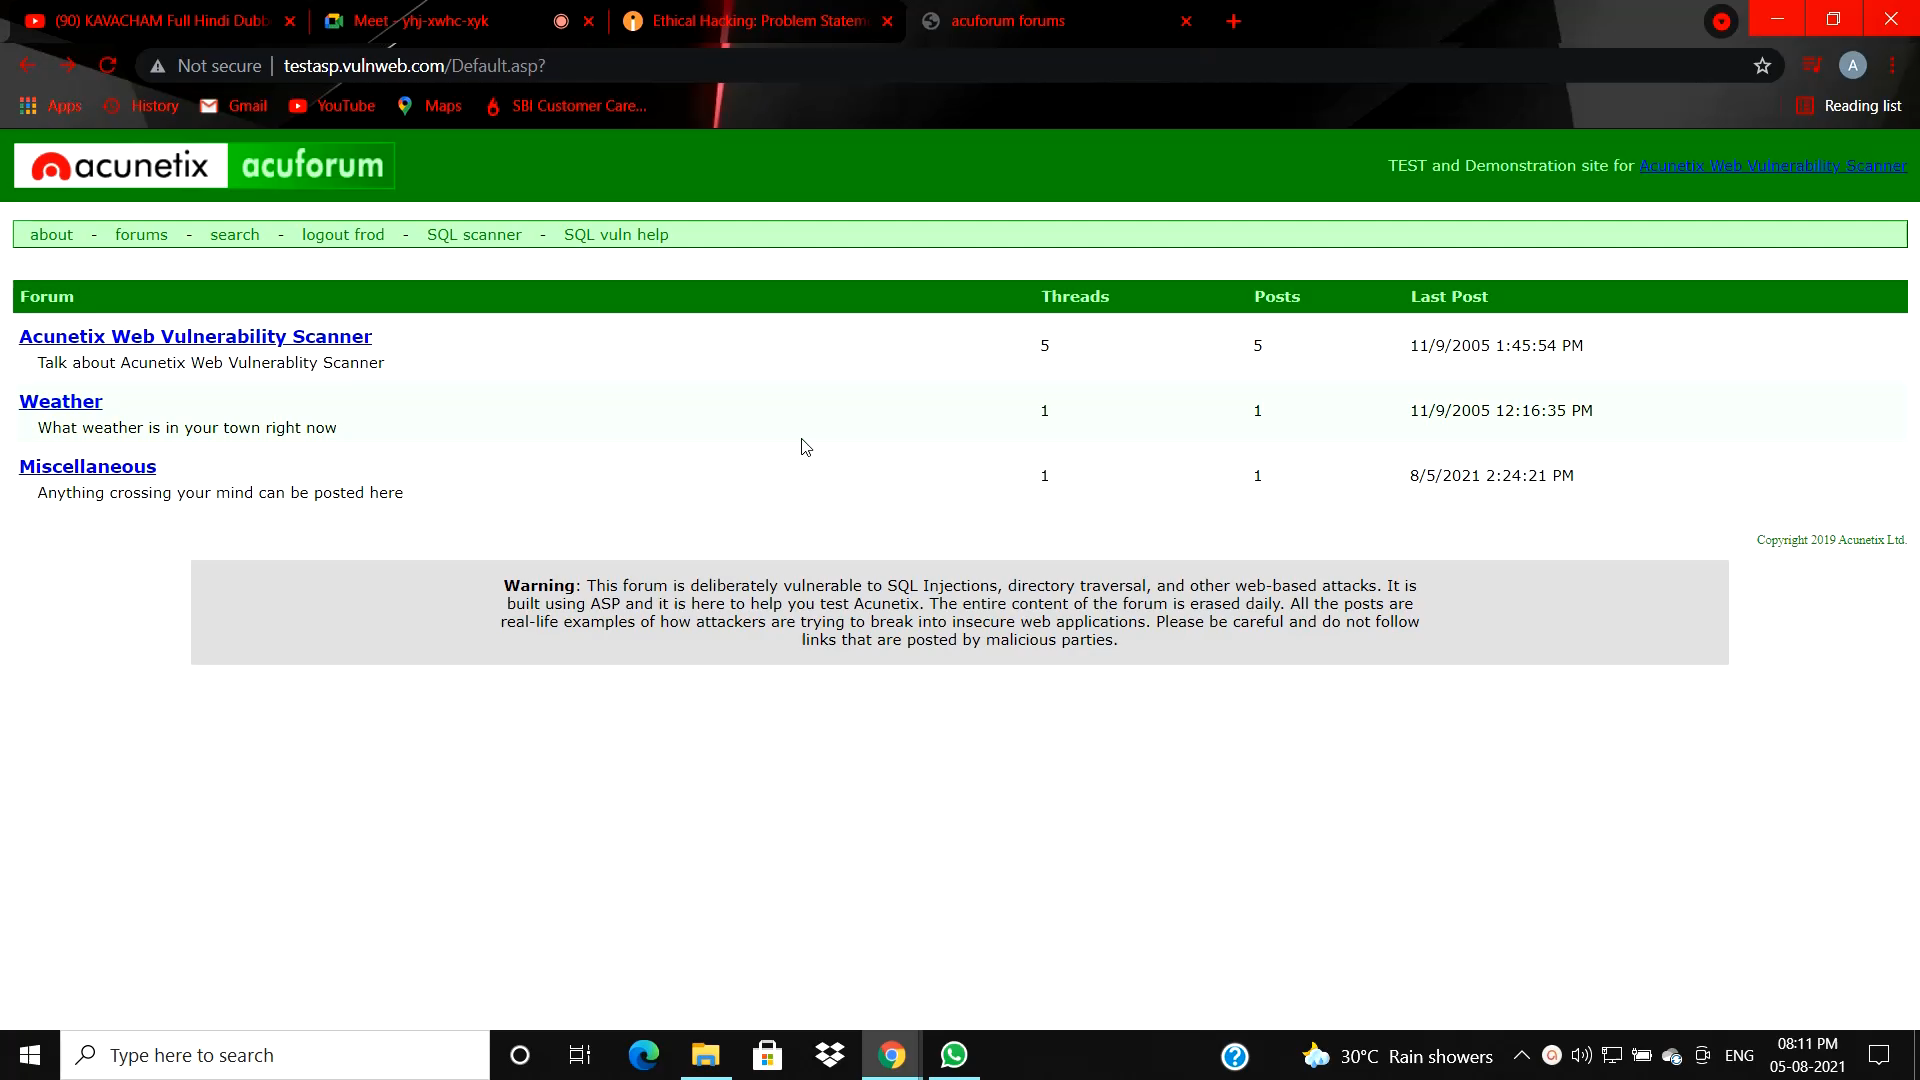 (90) KAVACHAM Full Hindi Dubb
Meet - yhj-xwhc-xyk
Ethical Hacking: Problem Statem
acuforum forums
Not secure | testasp.vulnweb.com/Default.asp?
A
Apps
History
Gmail
YouTube
Maps
SBI Customer Care...
Reading list
acunetix acuforum
TEST and Demonstration site for Acunetix Web Vulnerability Scanner
about - forums - search - logout frod - SQL scanner - SQL vuln help
Forum Threads Posts Last Post
Acunetix Web Vulnerability Scanner
Talk about Acunetix Web Vulnerablity Scanner
5 5 11/9/2005 1:45:54 PM
Weather
What weather is in your town right now
1 1 11/9/2005 12:16:35 PM
Miscellaneous
Anything crossing your mind can be posted here
1 1 8/5/2021 2:24:21 PM
Copyright 2019 Acunetix Ltd.
Warning: This forum is deliberately vulnerable to SQL Injections, directory traversal, and other web-based attacks. It is
built using ASP and it is here to help you test Acunetix. The entire content of the forum is erased daily. All the posts are
real-life examples of how attackers are trying to break into insecure web applications. Please be careful and do not follow
links that are posted by malicious parties.
Type here to search
30°C Rain showers
ENG
08:11 PM
05-08-2021